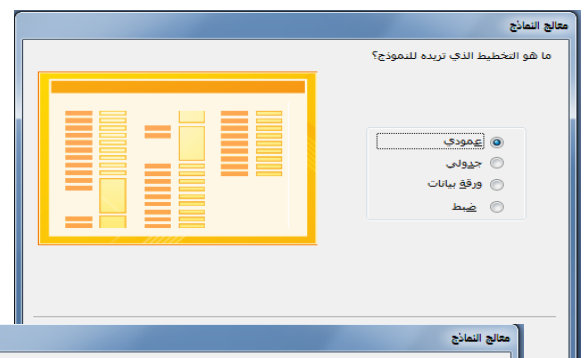 معالج النماذج
ما هو التخطيط الذي تريده للنموذج؟
عمودي
جدولي
ورقة بيانات
ضبط
معالج النماذج